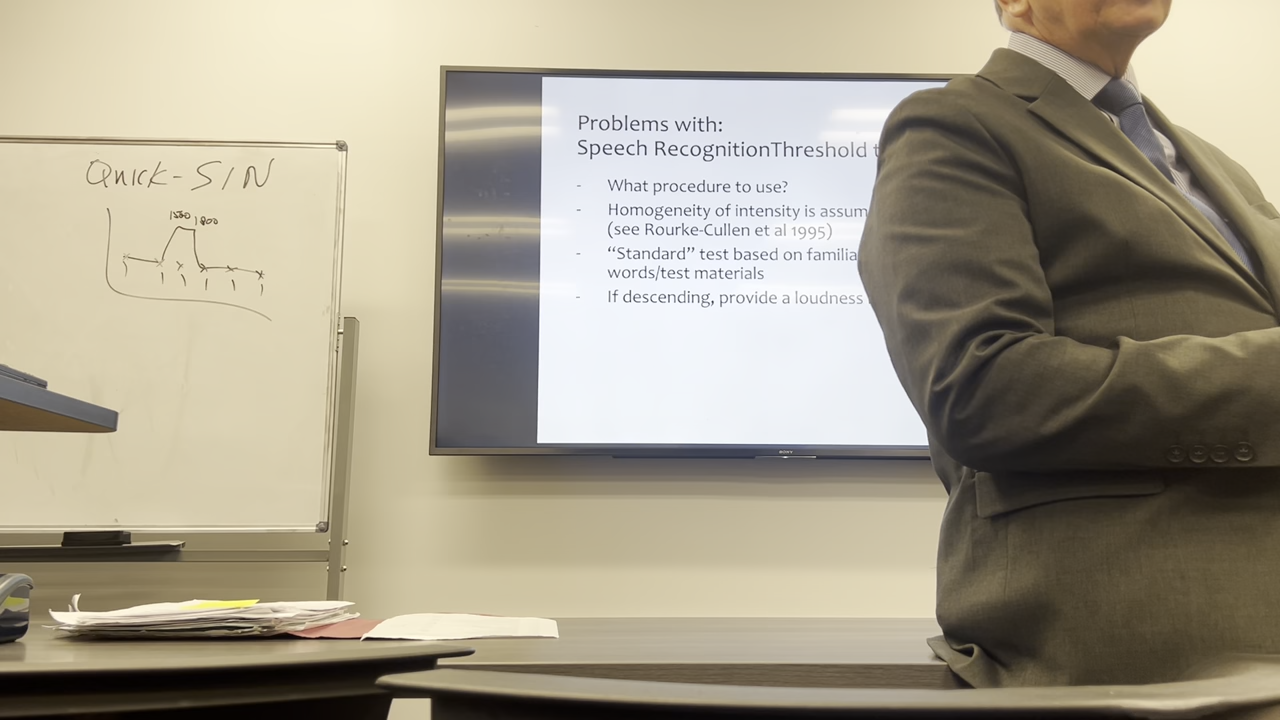 Quick-SIN
1500 1800
Problems with:
Speech RecognitionThreshold t
- What procedure to use?
- Homogeneity of intensity is assum
(see Rourke-Cullen et al 1995)
- “Standard” test based on familia
words/test materials
- If descending, provide a loudness
SONY